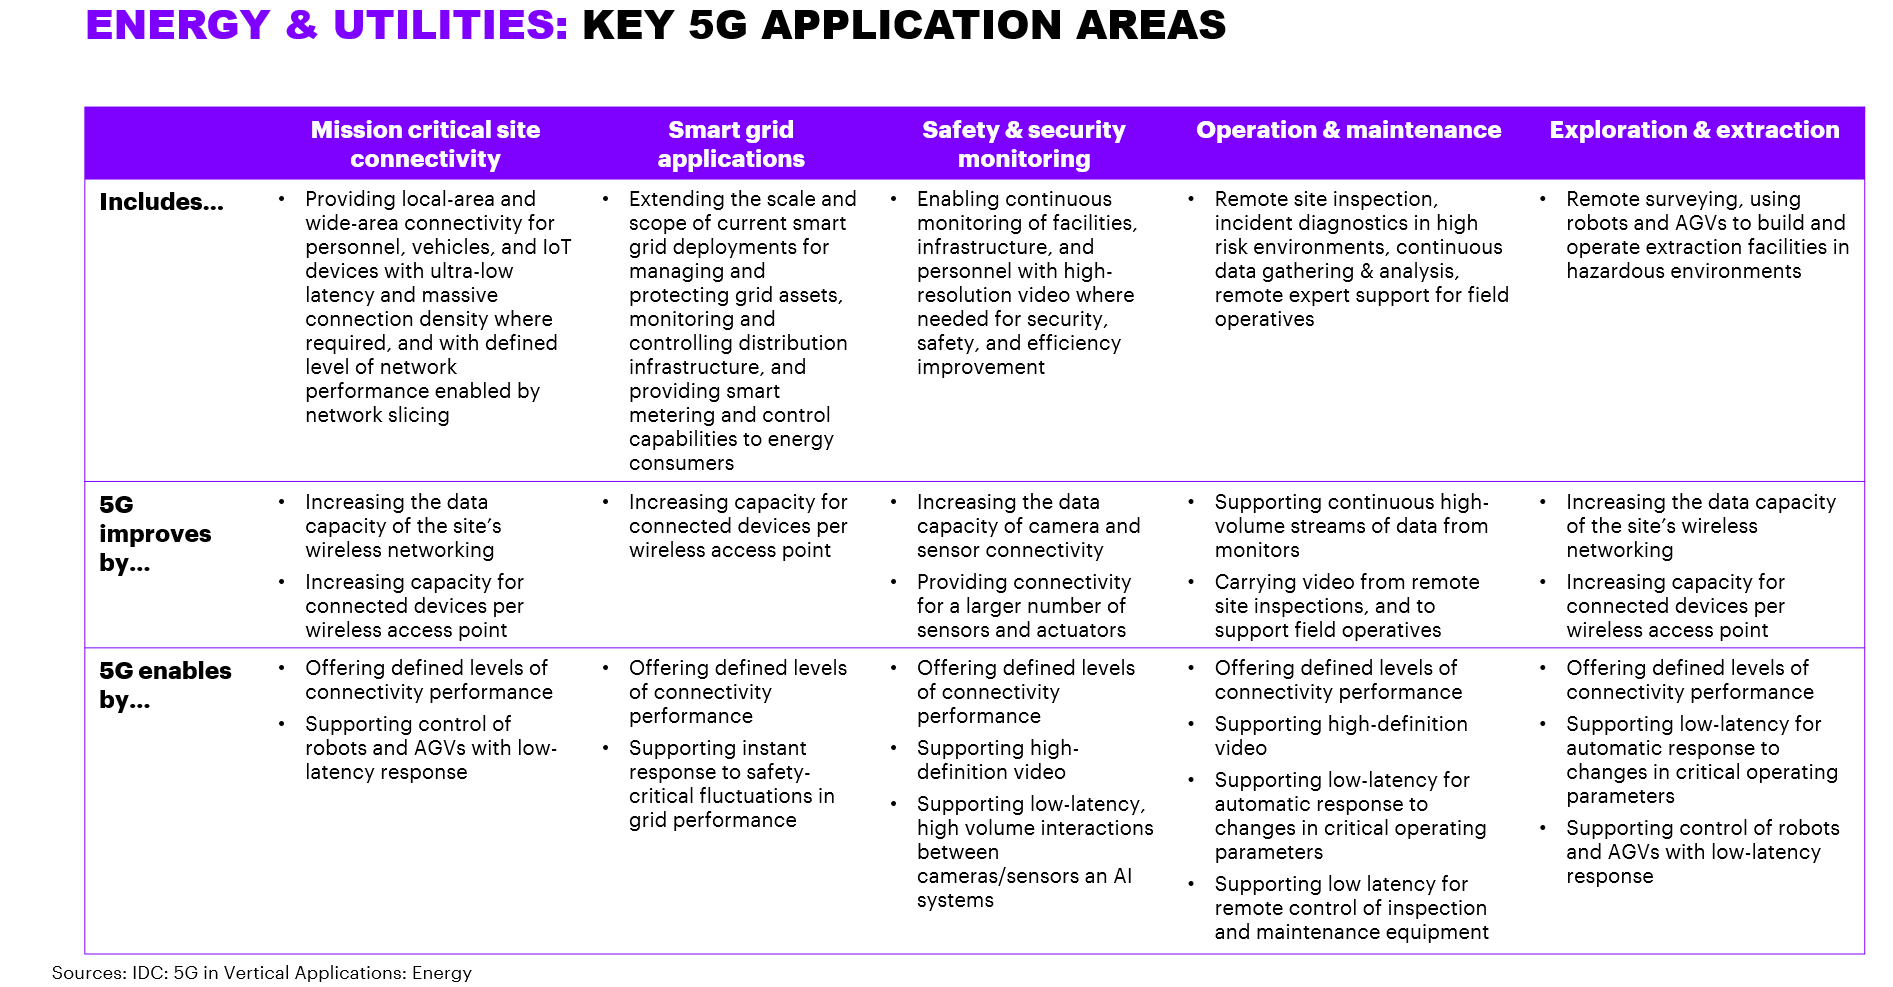 ENERGY & UTILITIES: KEY 5G APPLICATION AREAS
Mission critical site
connectivity
Smart grid
applications
Safety & security
monitoring
Operation & maintenance
Exploration & extraction
Includes...
• Providing local-area and
wide-area connectivity for
personnel, vehicles, and IoT
devices with ultra-low
latency and massive
connection density where
required, and with defined
level of network
performance enabled by
network slicing
• Extending the scale and
scope of current smart
grid deployments for
managing and
protecting grid assets,
monitoring and
controlling distribution
infrastructure, and
providing smart
metering and control
capabilities to energy
consumers
• Enabling continuous
monitoring of facilities,
infrastructure, and
personnel with high-
resolution video where
needed for security,
safety, and efficiency
improvement
• Remote site inspection,
incident diagnostics in high
risk environments, continuous
data gathering & analysis,
remote expert support for field
operatives
• Remote surveying, using
robots and AGVs to build and
operate extraction facilities in
hazardous environments
5G
improves
by...
• Increasing the data
capacity of the site’s
wireless networking
• Increasing capacity for
connected devices per
wireless access point
• Increasing capacity for
connected devices per
wireless access point
• Increasing the data
capacity of camera and
sensor connectivity
• Providing connectivity
for a larger number of
sensors and actuators
• Supporting continuous high-
volume streams of data from
monitors
• Carrying video from remote
site inspections, and to
support field operatives
• Increasing the data capacity
of the site’s wireless
networking
• Increasing capacity for
connected devices per
wireless access point
5G enables
by...
• Offering defined levels of
connectivity performance
• Supporting control of
robots and AGVs with low-
latency response
• Offering defined levels
of connectivity
performance
• Supporting instant
response to safety-
critical fluctuations in
grid performance
• Offering defined levels
of connectivity
performance
• Supporting high-
definition video
• Supporting low-latency,
high volume interactions
between
cameras/sensors an AI
systems
• Offering defined levels of
connectivity performance
• Supporting high-definition
video
• Supporting low-latency for
automatic response to
changes in critical operating
parameters
• Supporting low latency for
remote control of inspection
and maintenance equipment
• Offering defined levels of
connectivity performance
• Supporting low-latency for
automatic response to
changes in critical operating
parameters
• Supporting control of robots
and AGVs with low-latency
response
Sources: IDC: 5G in Vertical Applications: Energy